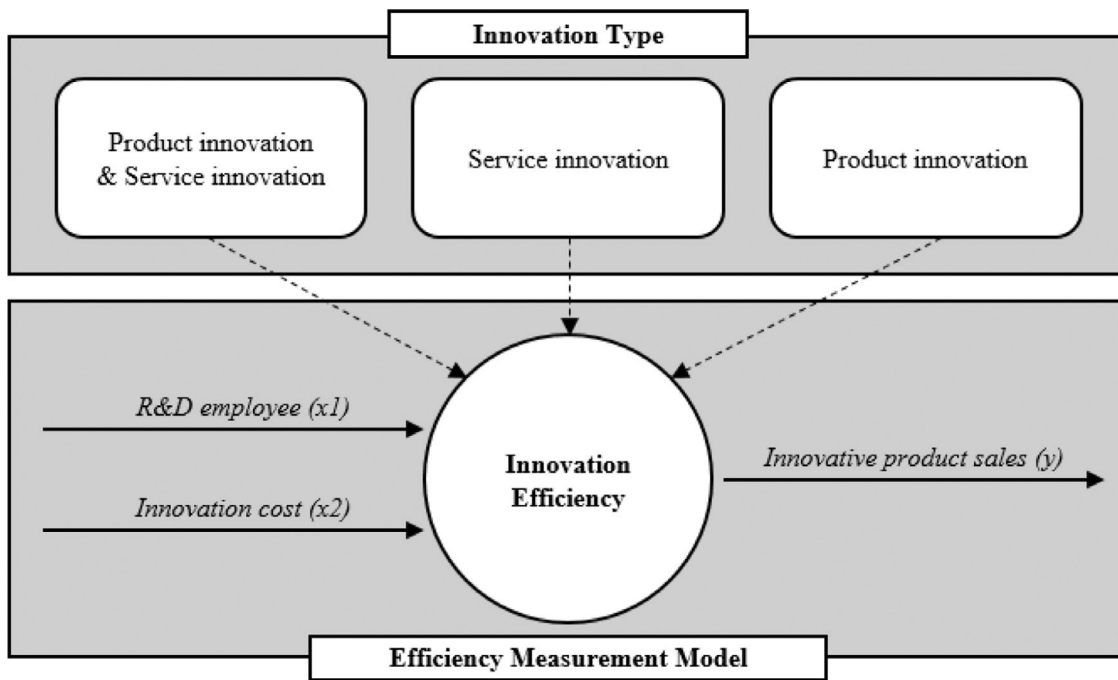 Innovation Type
Product innovation
& Service innovation
Service innovation
Product innovation
R&D employee (x1)
Innovation cost (x2)
Innovation
Efficiency
Innovative product sales (y)
Efficiency Measurement Model